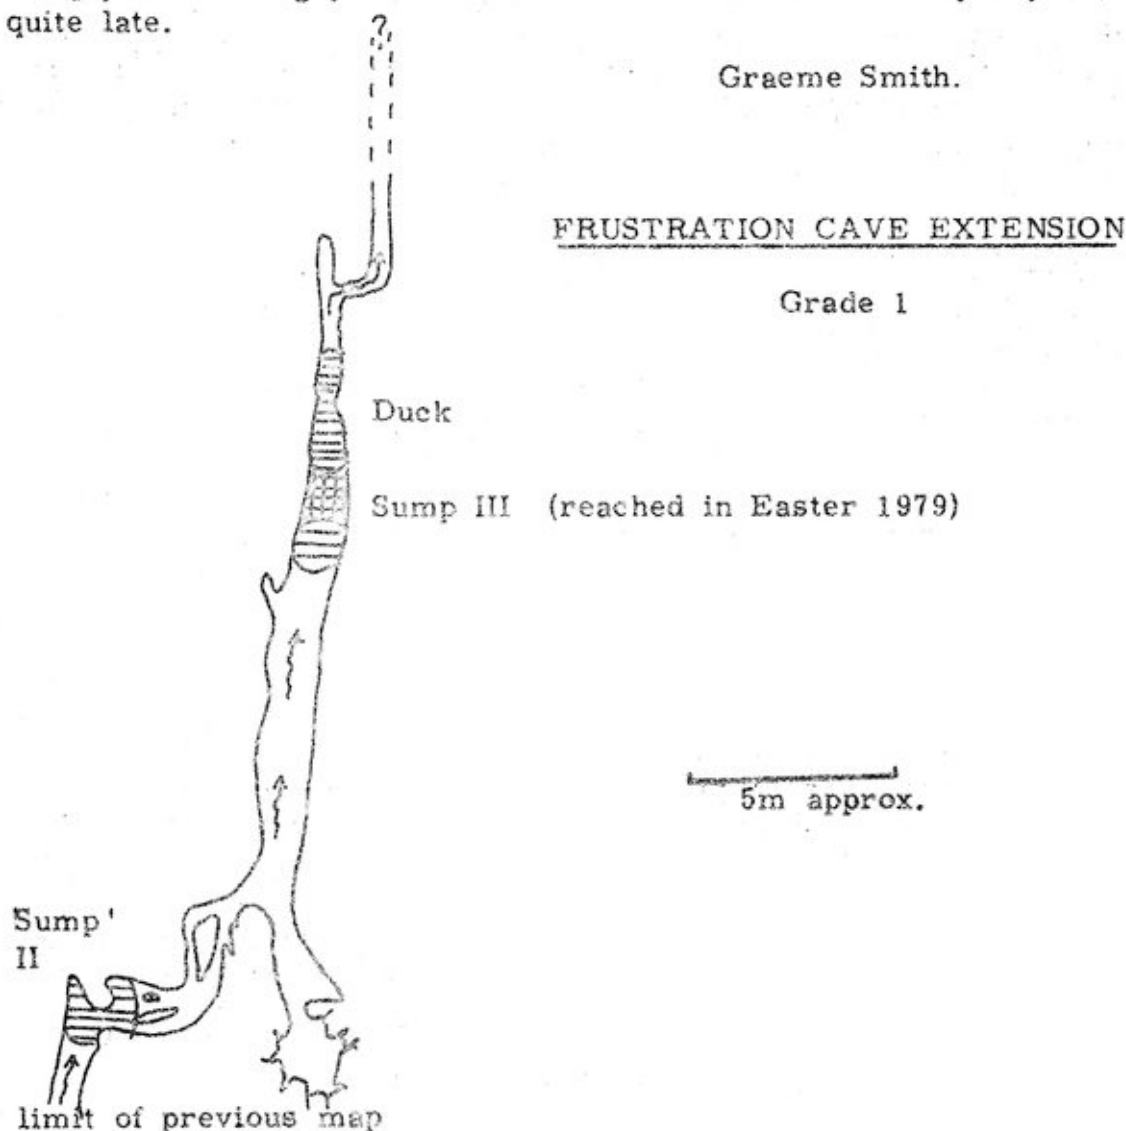 quite late.
?
Graeme Smith.
FRUSTRATION CAVE EXTENSION
Grade 1
Duck
Sump III (reached in Easter 1979)
5m approx.
'Sump'
II
limit of previous map